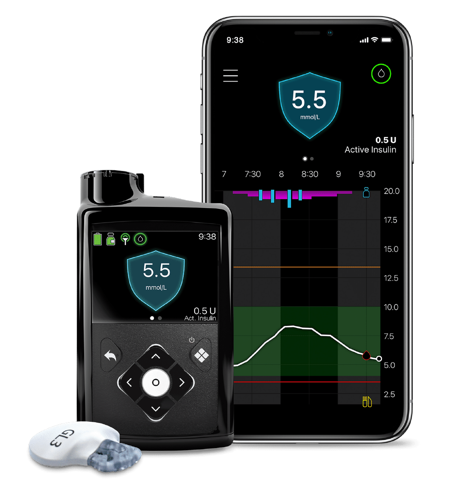 9:38
5.5
mmol/L
0.5 U
Active Insulin
7 7:30 8 8:30 9 9:30
20.0
17.5
15.0
12.5
10.0
7.5
5.0
2.5
9:38
5.5
mmol/L
0.5 U
Act. Insulin
GL3